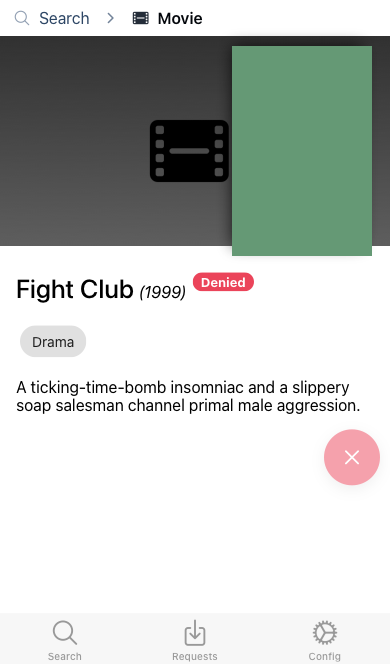 Search Movie
Fight Club (1999) Denied
Drama
A ticking-time-bomb insomniac and a slippery
soap salesman channel primal male aggression.
Search Requests Config